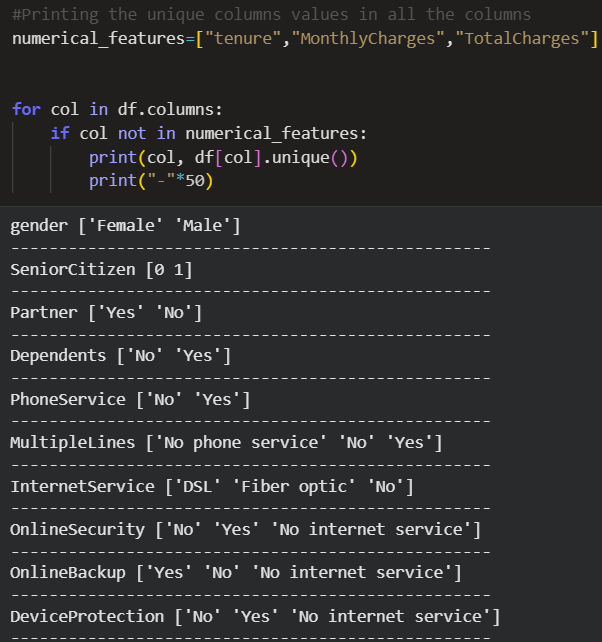 #Printing the unique columns values in all the columns
numerical_features=["tenure","MonthlyCharges","TotalCharges"]
for col in df.columns:
    if col not in numerical_features:
        print(col, df[col].unique())
        print("-"*50)
gender ['Female' 'Male']
--------------------------------------------------
SeniorCitizen [0 1]
--------------------------------------------------
Partner ['Yes' 'No']
--------------------------------------------------
Dependents ['No' 'Yes']
--------------------------------------------------
PhoneService ['No' 'Yes']
--------------------------------------------------
MultipleLines ['No phone service' 'No' 'Yes']
--------------------------------------------------
InternetService ['DSL' 'Fiber optic' 'No']
--------------------------------------------------
OnlineSecurity ['No' 'Yes' 'No internet service']
--------------------------------------------------
OnlineBackup ['Yes' 'No' 'No internet service']
--------------------------------------------------
DeviceProtection ['No' 'Yes' 'No internet service']
--------------------------------------------------